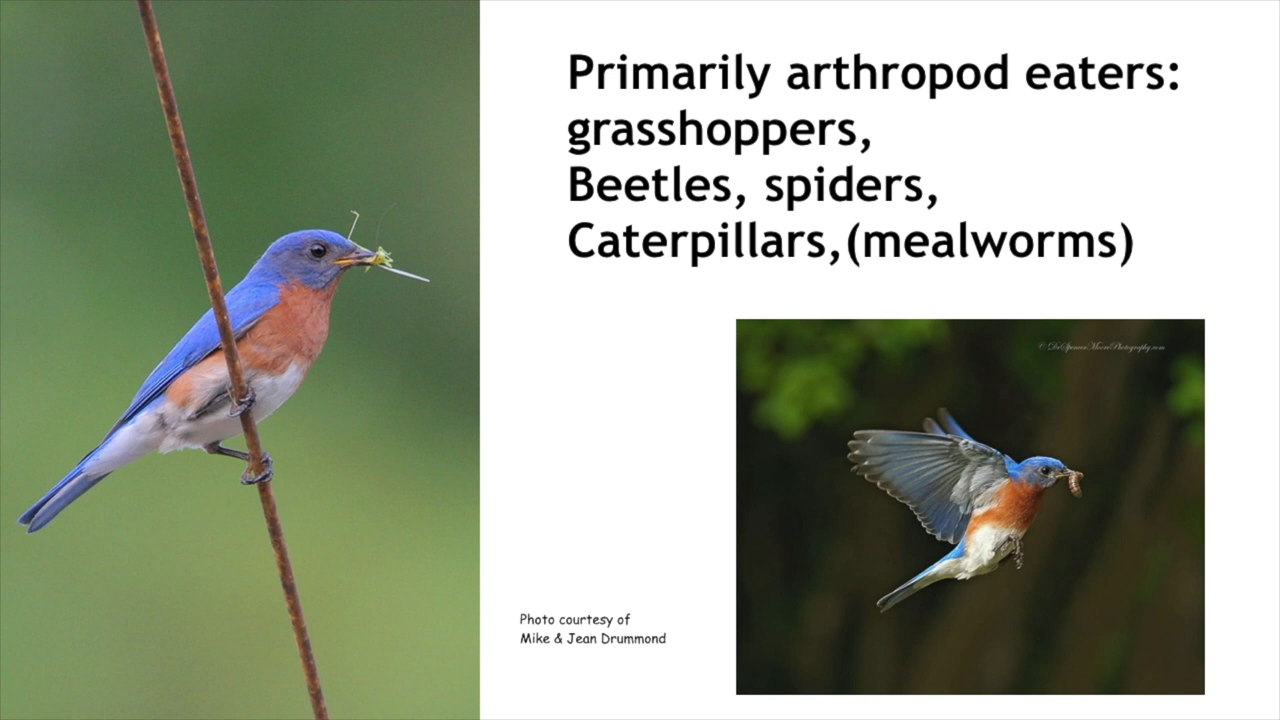 Primarily arthropod eaters:
grasshoppers,
Beetles, spiders,
Caterpillars,(mealworms)
Photo courtesy of
Mike & Jean Drummond